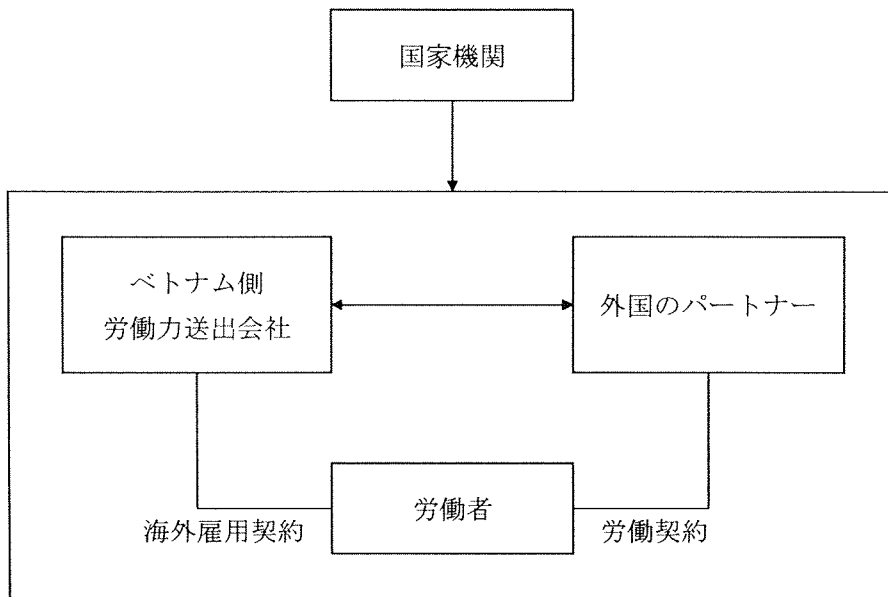 国家機関
ベトナム側
労働力送出会社
外国のパートナー
労働者
海外雇用契約
労働契約